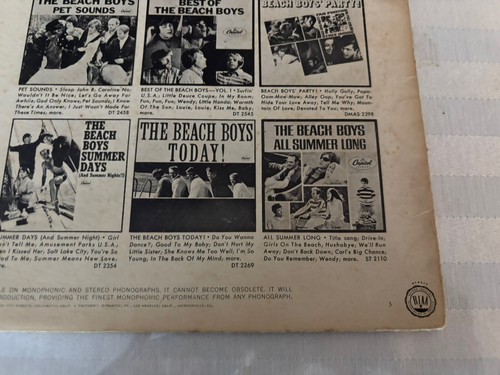 THE BEACH BOYS
PET SOUNDS
BEST OF
THE BEACH BOYS
Capitol
BEACH BOYS' PARTY!
PET SOUNDS • Sloop John B, Caroline No,
Wouldn't It Be Nice; Let's Go Away For
Awhile, God Only Knows, Pet Sounds, I Know
There's An Answer, I Just Wasn't Made For
These Times; more. DT 2458
BEST OF THE BEACH BOYS—VOL. 1 • Surfin'
U.S.A.; Little Deuce Coupe, In My Room;
Fun, Fun, Fun; Wendy; Little Honda; Warmth
Of The Sun, Louie, Louie; Kiss Me, Baby;
more. DT 2545
BEACH BOYS' PARTY! • Hully Gully, Papa-
Oom-Mow-Mow, Alley Oop, You've Got To
Hide Your Love Away, Tell Me Why; Moun-
tain Of Love, Devoted To You; more.
DMAS 2398
THE
BEACH
BOYS
SUMMER
DAYS
(And Summer Nights!!)
THE BEACH BOYS
TODAY!
THE BEACH BOYS
ALL SUMMER LONG
Capitol
UMMER DAYS (And Summer Night) • Girl
n't Tell Me; Amusement Parks U.S.A.,
n I Kissed Her, Salt Lake City, You're So
d To Me, Summer Means New Love,
e. DT 2354
THE BEACH BOYS TODAY! • Do You Wanna
Dance?, Good To My Baby; Don't Hurt My
Little Sister; She Knows Me Too Well, I'm So
Young, In The Back Of My Mind; more.
DT 2269
ALL SUMMER LONG • Title song; Drive-In;
Girls On The Beach, Hushabye, We'll Run
Away, Don't Back Down, Carl's Big Chance;
Do You Remember, Wendy, more.
ST 2110
LE ON MONOPHONIC AND STEREO PHONOGRAPHS. IT CANNOT BECOME OBSOLETE. IT WILL
ODUCTION, PROVIDING THE FINEST MONOPHONIC PERFORMANCE FROM ANY PHONOGRAPH.
5
RIAA